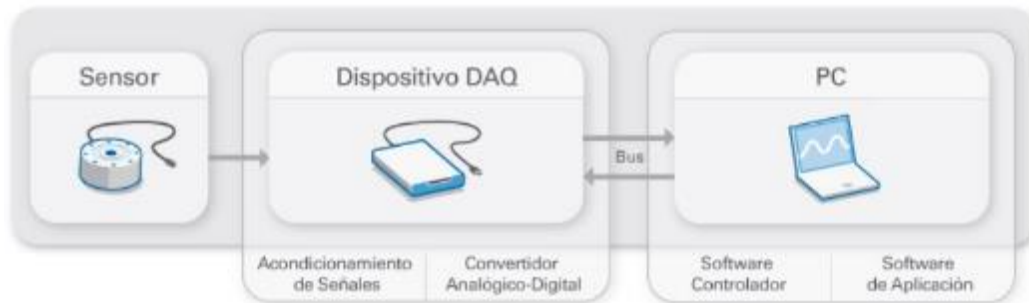 Sensor
Dispositivo DAQ
PC
Bus
Acondicionamiento
de Señales
Convertidor
Analógico-Digital
Software
Controlador
Software
de Aplicación